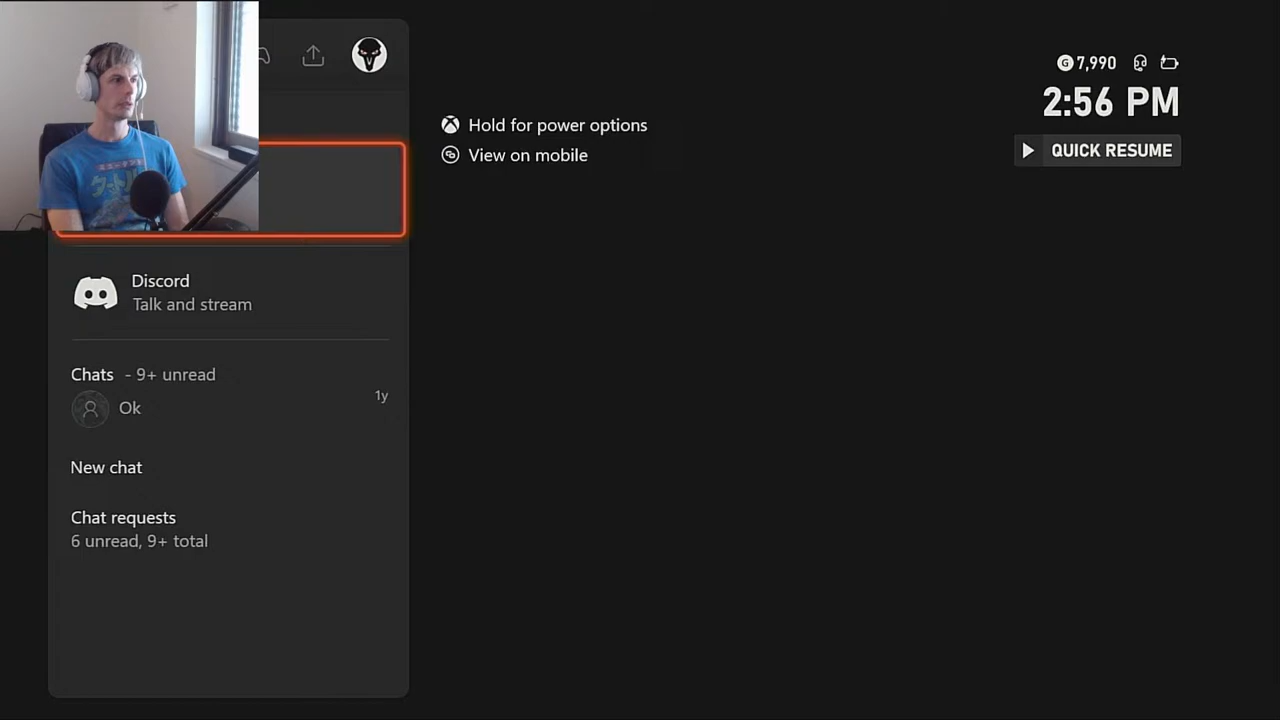 G 7,990
2:56 PM
QUICK RESUME
Hold for power options
View on mobile
Discord
Talk and stream
Chats - 9+ unread
Ok
1y
New chat
Chat requests
6 unread, 9+ total